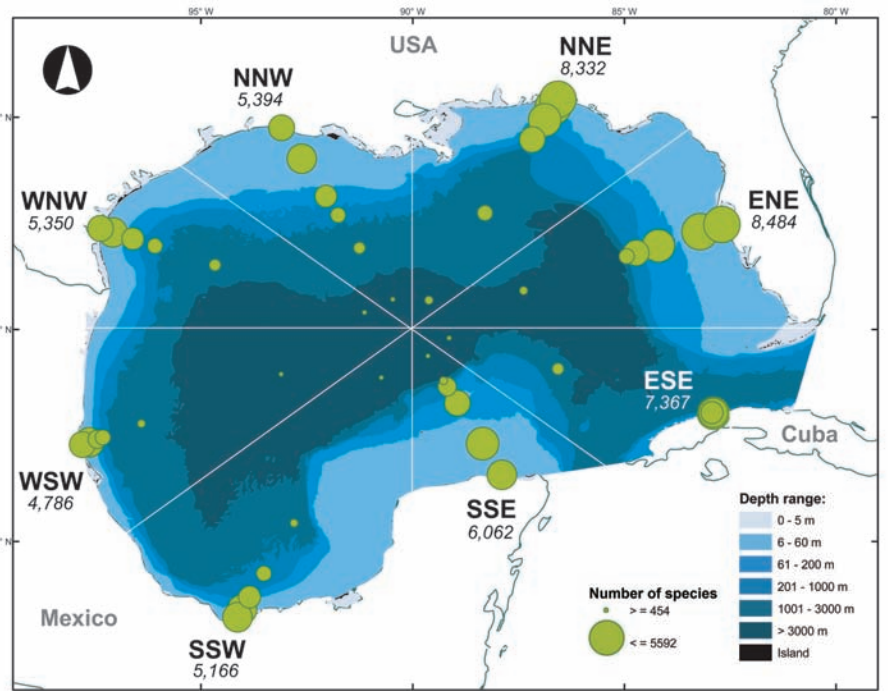 95° W
90° W
80° W
USA
NNE
8,332
NNW
5,394
° N
WNW
5,350
ENE
8,484
° N
ESE
7,367
Cuba
WSW
4,786
SSE
6,062
Depth range:
0 - 5 m
6 - 60 m
61 - 200 m
201 - 1000 m
1001 - 3000 m
> 3000 m
Island
° N
Number of species
> = 454
< = 5592
Mexico
SSW
5,166